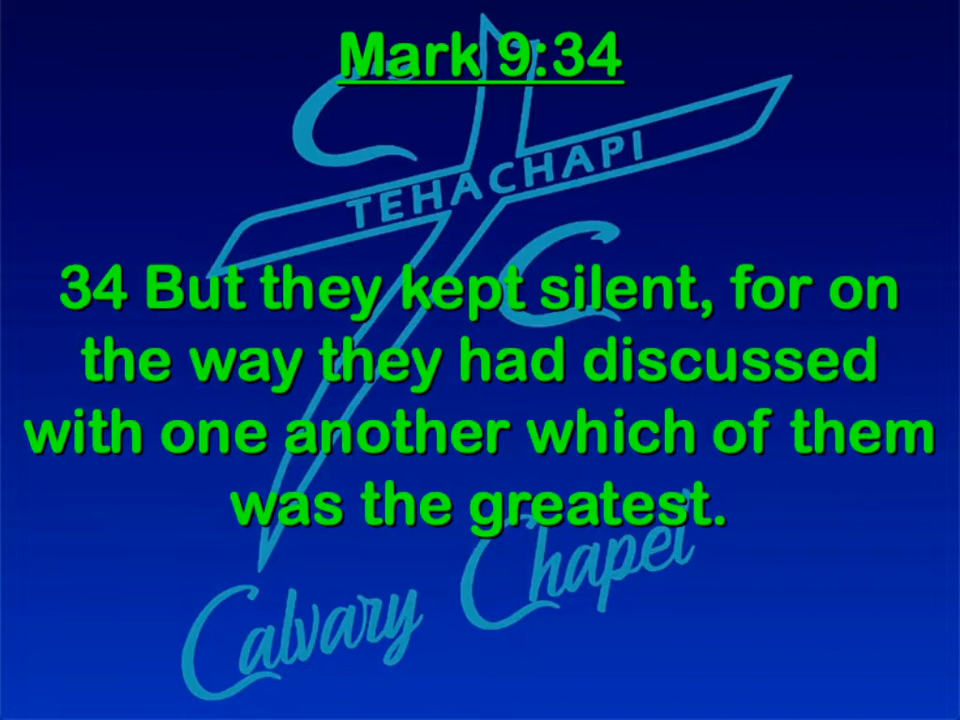 Mark 9:34
TEHACHAPI
C C
34 But they kept silent, for on
the way they had discussed
with one another which of them
was the greatest.
Calvary Chapel